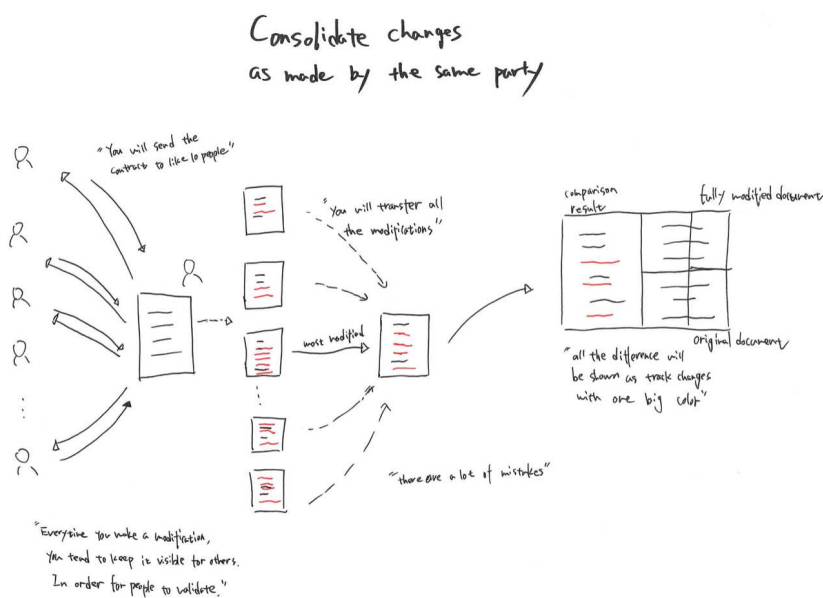 Consolidate changes
as made by the same party
"You will send the
contract to like 10 people"
"You will transfer all
the modifications"
most modified
comparison
result
fully modified document
original document
"all the difference will
be shown as track changes
with one big color"
"there are a lot of mistakes"
"Everytime you make a modification,
You tend to keep it visible for others.
In order for people to validate."